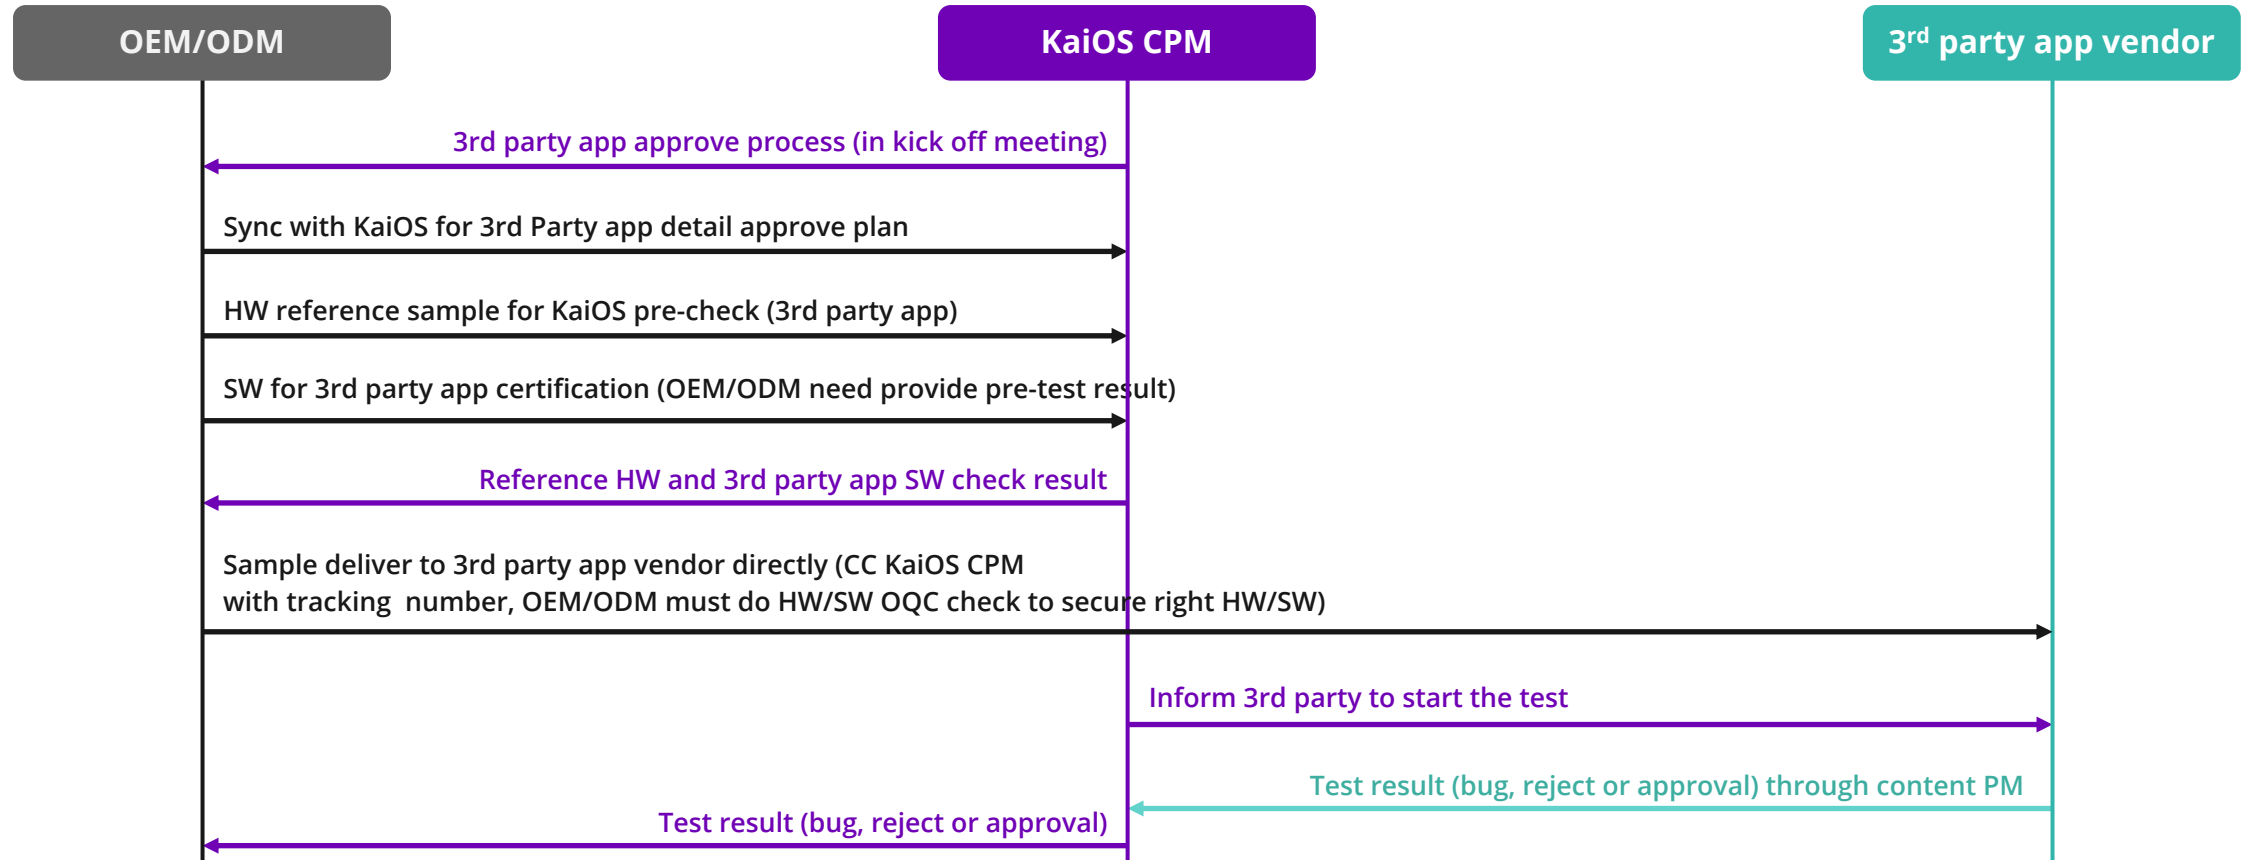 OEM/ODM
KaiOS CPM
3rd party app vendor
3rd party app approve process (in kick off meeting)
Sync with KaiOS for 3rd Party app detail approve plan
HW reference sample for KaiOS pre-check (3rd party app)
SW for 3rd party app certification (OEM/ODM need provide pre-test result)
Reference HW and 3rd party app SW check result
Sample deliver to 3rd party app vendor directly (CC KaiOS CPM
with tracking  number, OEM/ODM must do HW/SW OQC check to secure right HW/SW)
Inform 3rd party to start the test
Test result (bug, reject or approval) through content PM
Test result (bug, reject or approval)